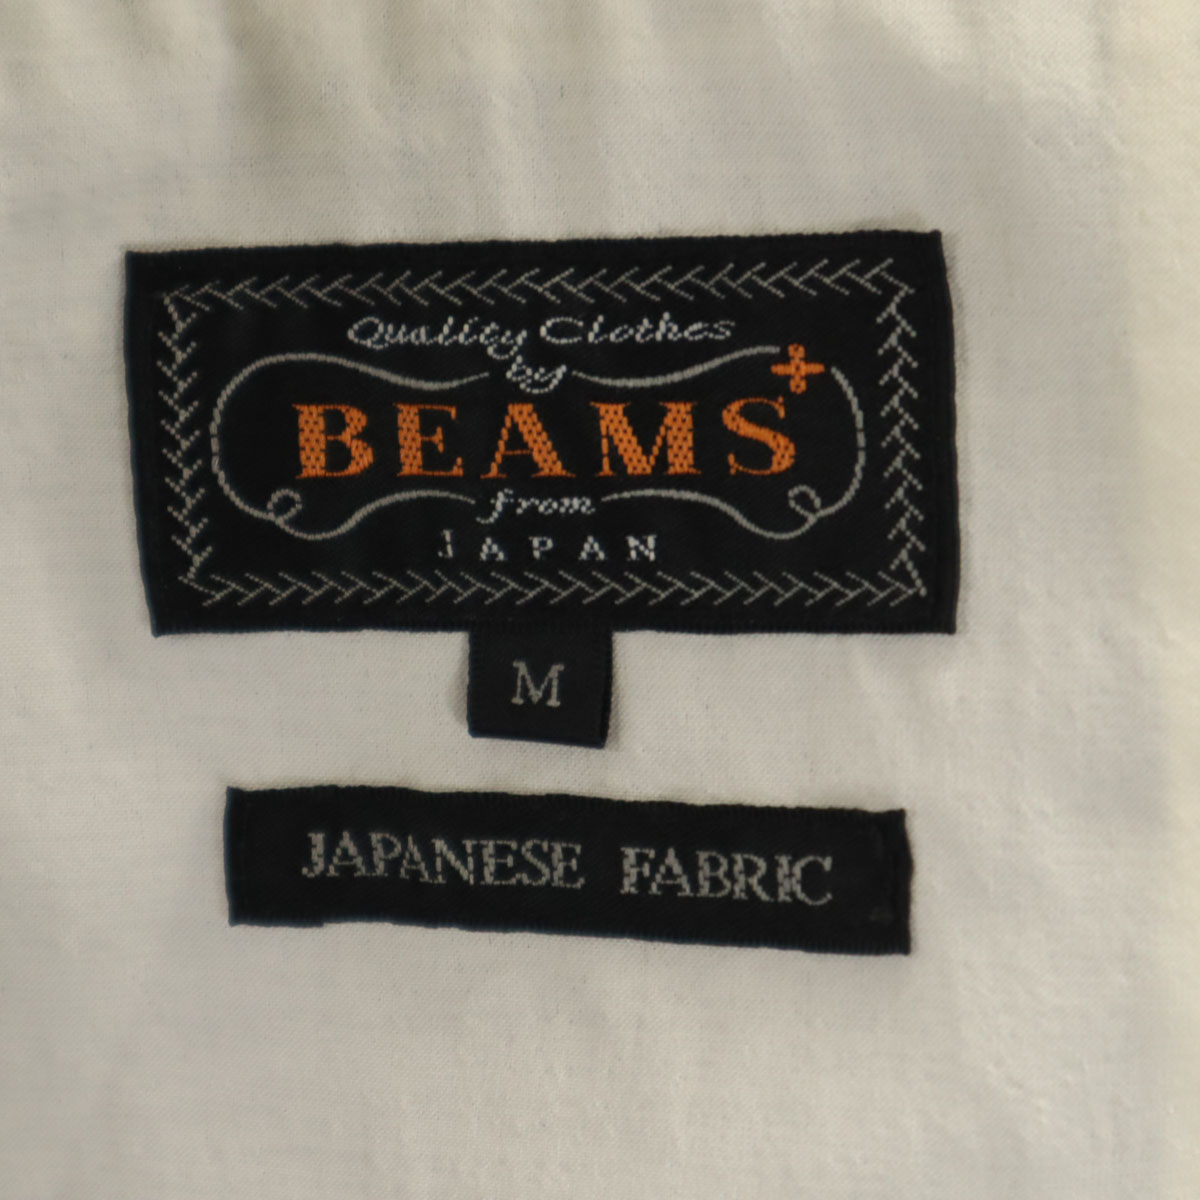 Quality Clothes
by
BEAMS+
from
JAPAN
M
JAPANESE FABRIC